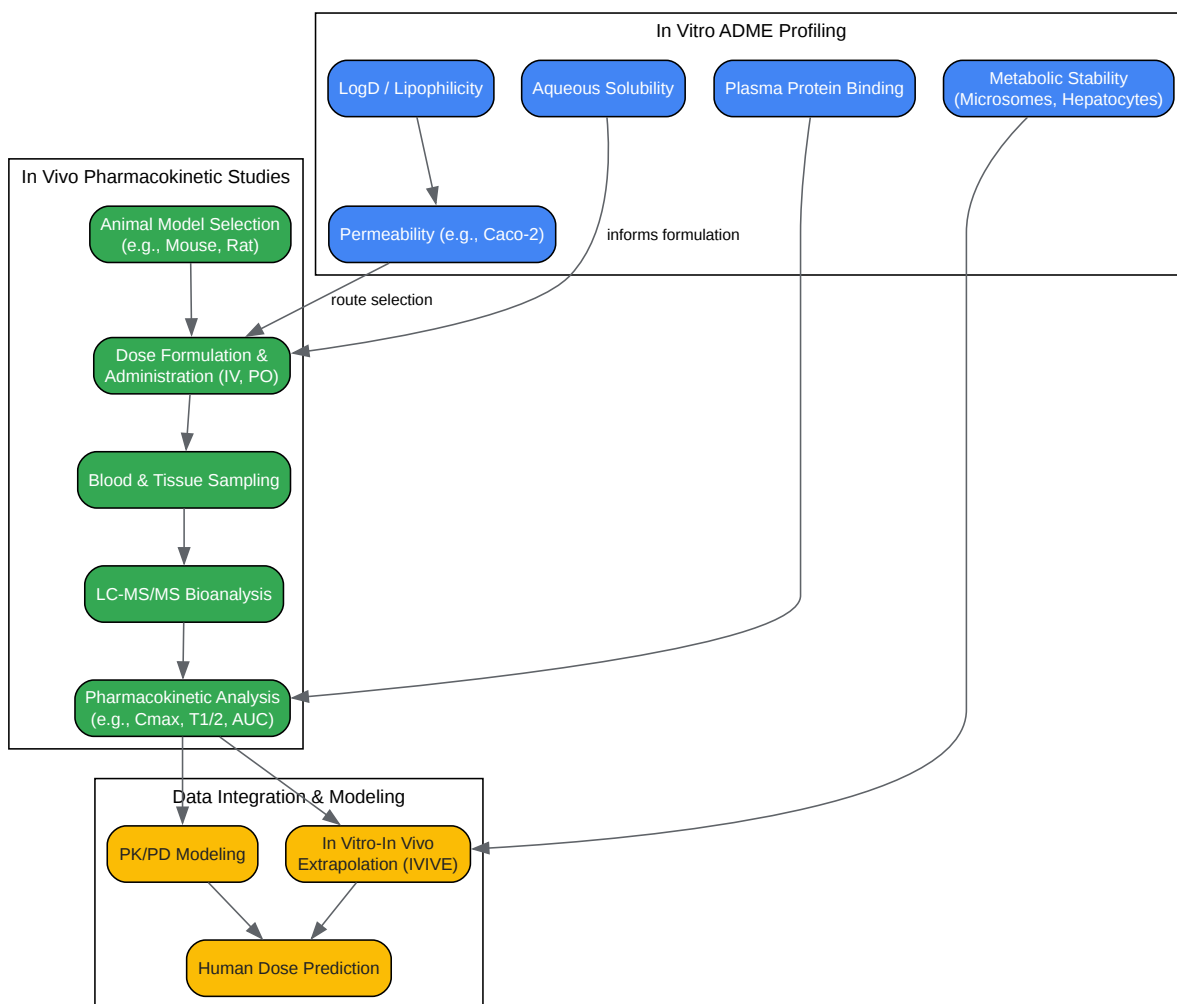 In Vitro ADME Profiling
LogD / Lipophilicity
Aqueous Solubility
Plasma Protein Binding
Metabolic Stability
(Microsomes, Hepatocytes)
Permeability (e.g., Caco-2)
informs formulation
route selection
In Vivo Pharmacokinetic Studies
Animal Model Selection
(e.g., Mouse, Rat)
Dose Formulation &
Administration (IV, PO)
Blood & Tissue Sampling
LC-MS/MS Bioanalysis
Pharmacokinetic Analysis
(e.g., Cmax, T1/2, AUC)
Data Integration & Modeling
PK/PD Modeling
In Vitro-In Vivo
Extrapolation (IVIVE)
Human Dose Prediction